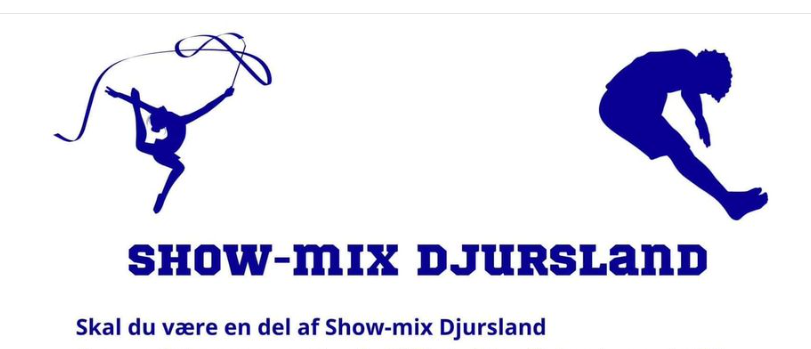 SHOW-mIX DJURSLanD
Skal du være en del af Show-mix Djursland